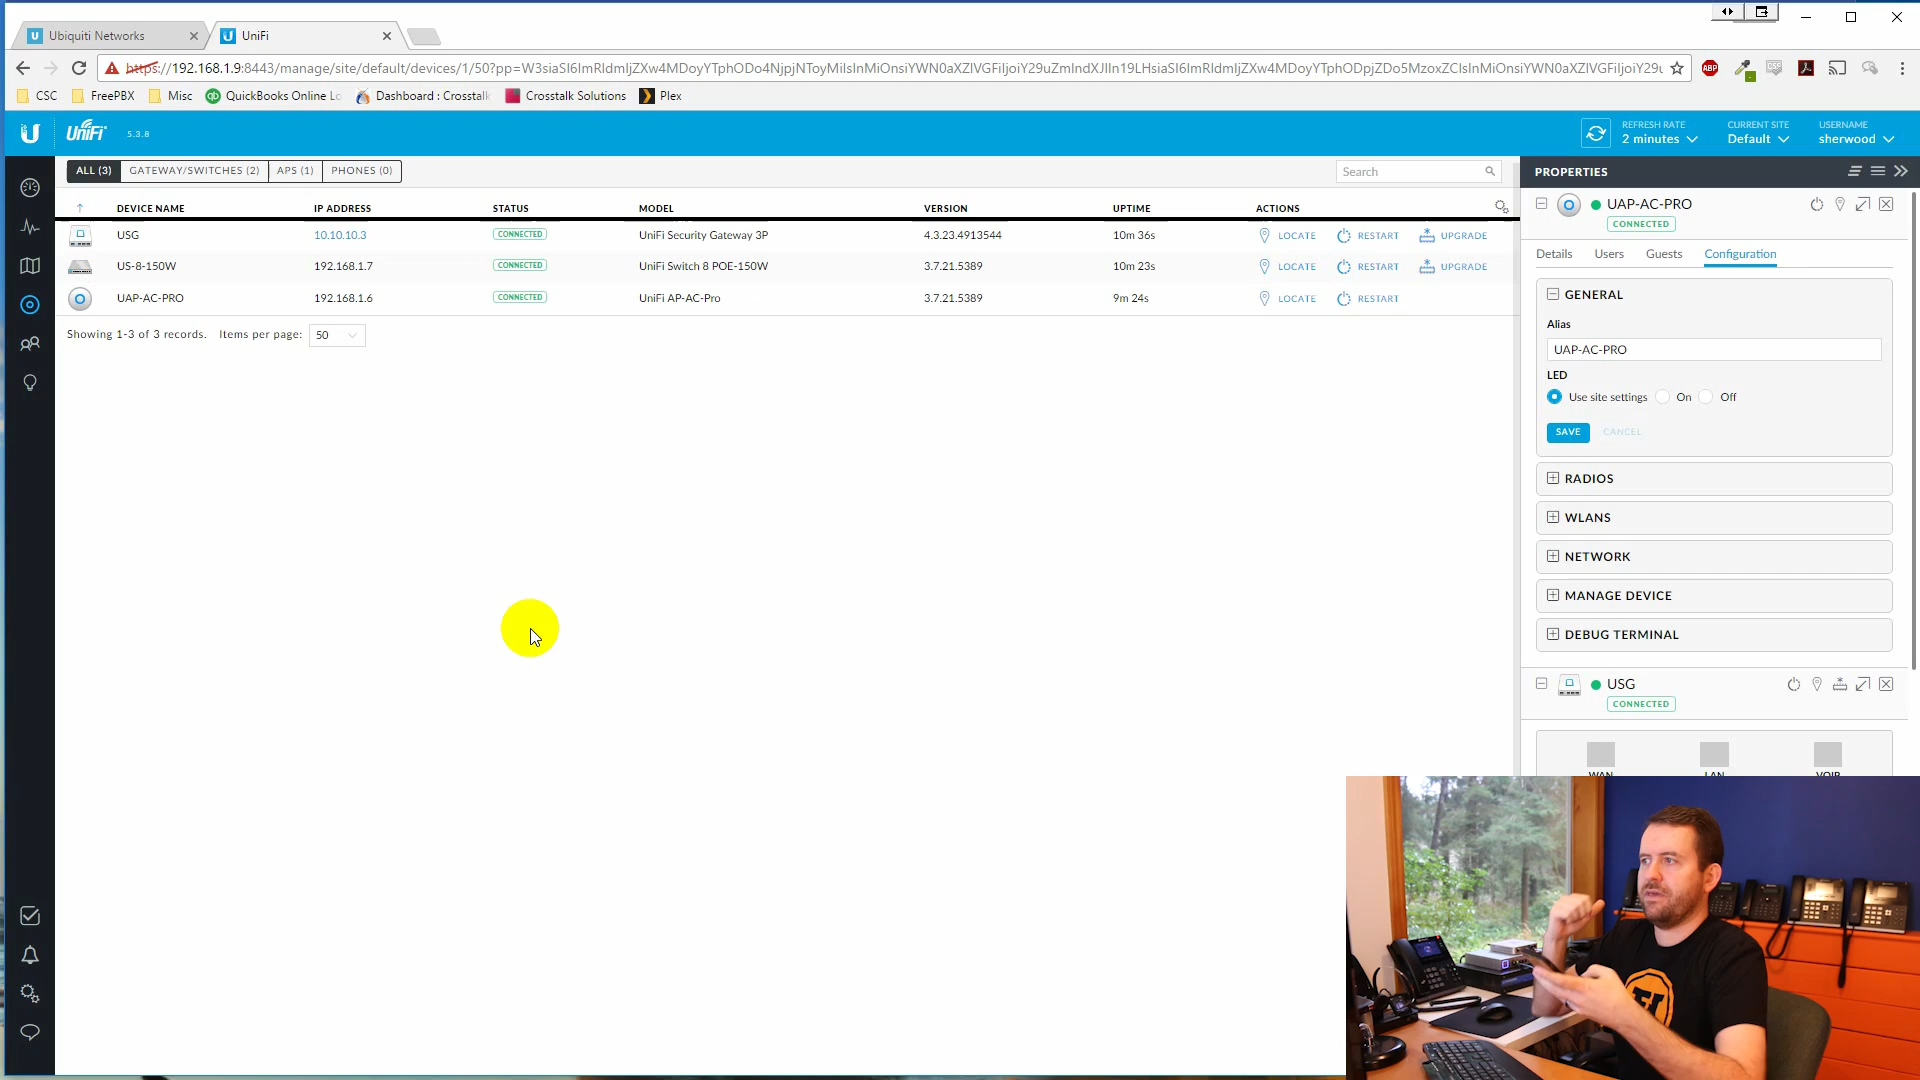 Ubiquiti Networks
UniFi
https://192.168.1.9:8443/manage/site/default/devices/1/50?pp=
CSC
FreePBX
Misc
QuickBooks Online Lo
Dashboard : Crosstalk
Crosstalk Solutions
Plex
UniFi
5.3.8
REFRESH RATE
2 minutes
CURRENT SITE
Default
USERNAME
sherwood
ALL (3)
GATEWAY/SWITCHES (2)
APS (1)
PHONES (0)
Search
DEVICE NAME IP ADDRESS STATUS MODEL VERSION UPTIME ACTIONS
USG 10.10.10.3 CONNECTED UniFi Security Gateway 3P 4.3.23.4913544 10m 36s LOCATE RESTART UPGRADE
US-8-150W 192.168.1.7 CONNECTED UniFi Switch 8 POE-150W 3.7.21.5389 10m 23s LOCATE RESTART UPGRADE
UAP-AC-PRO 192.168.1.6 CONNECTED UniFi AP-AC-Pro 3.7.21.5389 9m 24s LOCATE RESTART
Showing 1-3 of 3 records. Items per page: 50
PROPERTIES
UAP-AC-PRO
CONNECTED
Details Users Guests Configuration
GENERAL
Alias
UAP-AC-PRO
LED
Use site settings On Off
SAVE CANCEL
RADIOS
WLANS
NETWORK
MANAGE DEVICE
DEBUG TERMINAL
USG
CONNECTED
WAN LAN VOIP
ABP